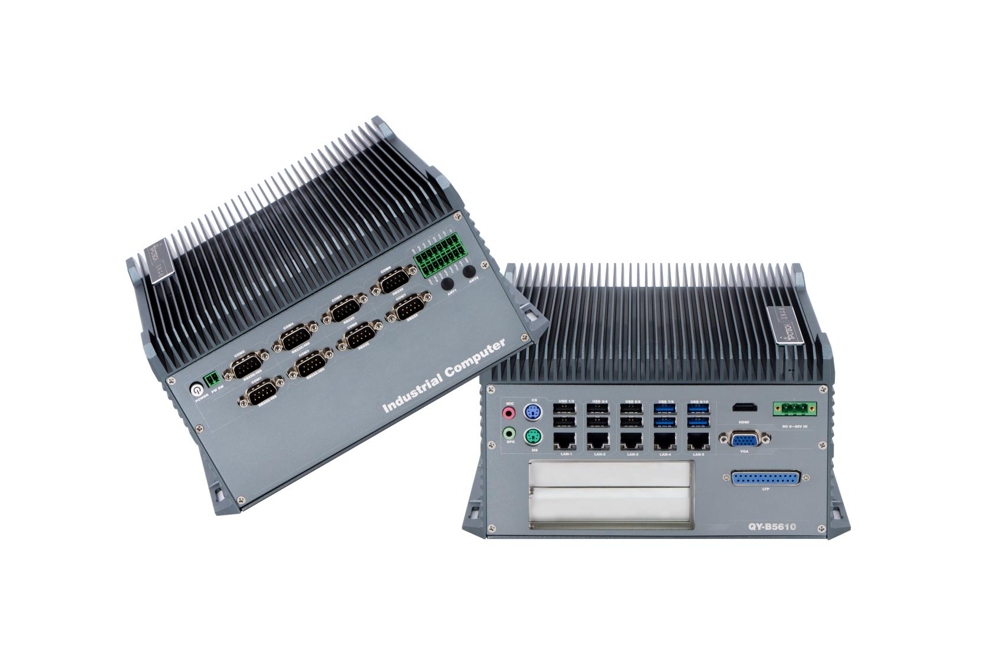 COM8
RS232
COM7
RS232
COM6
RS232
COM5
RS232
COM4
RS232/485
COM3
RS232/485
COM2
RS232/485
COM1
RS232/485
ANT1
ANT2
POWER
PW SW
Industrial Computer
MIC
KB
USB 1/2
USB 3/4
USB 5/6
USB 7/8
USB 9/10
HDMI
DC 9~36V IN
SPK
MS
LAN-1
LAN-2
LAN-3
LAN-4
LAN-5
VGA
LTP
QY-B5610